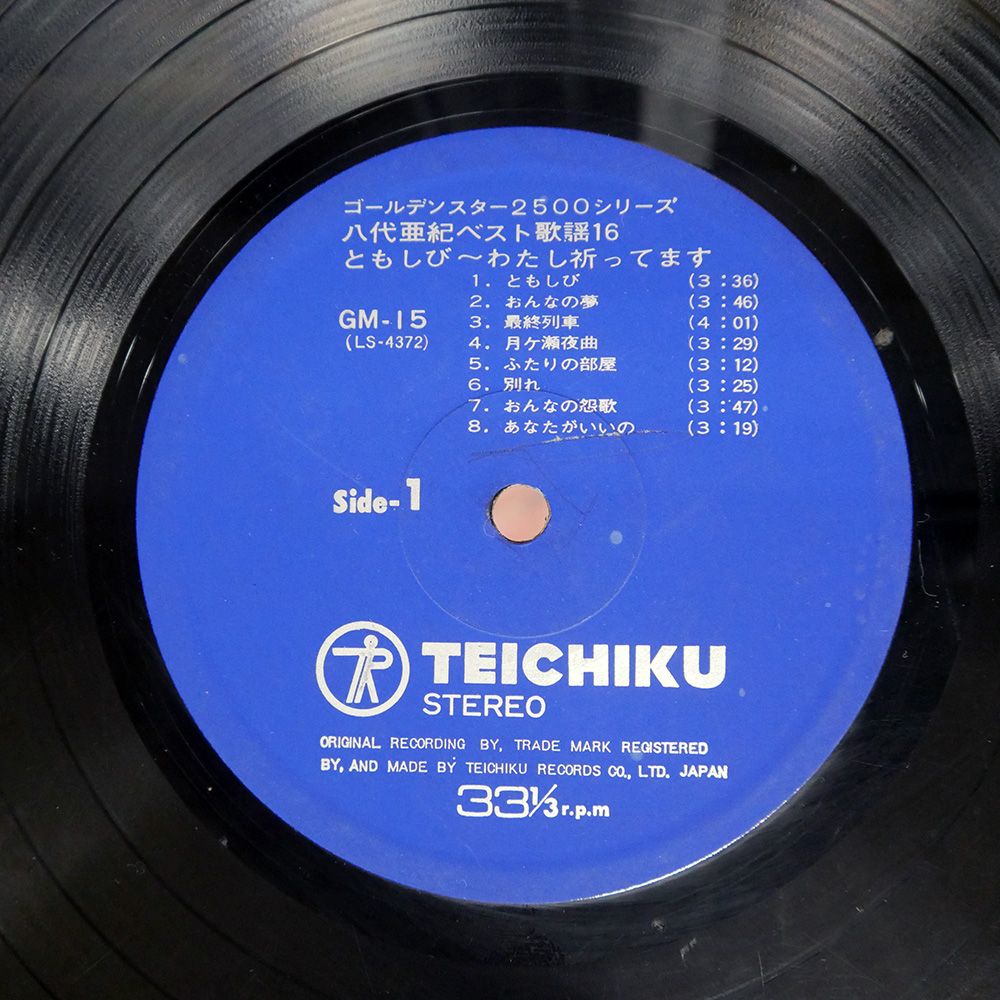 ゴールデンスター2500シリーズ
八代亜紀ベスト歌謡16
ともしび〜わたし祈ってます
1. ともしび (3:36)
2. おんなの夢 (3:46)
GM-15 3. 最終列車 (4:01)
(LS-4372) 4. 月ケ瀬夜曲 (3:29)
5. ふたりの部屋 (3:12)
6. 別れ (3:25)
7. おんなの怨歌 (3:47)
8. あなたがいいの (3:19)
Side-1
TEICHIKU
STEREO
ORIGINAL RECORDING BY, TRADE MARK REGISTERED
BY, AND MADE BY TEICHIKU RECORDS CO., LTD. JAPAN
33 1/3 r.p.m